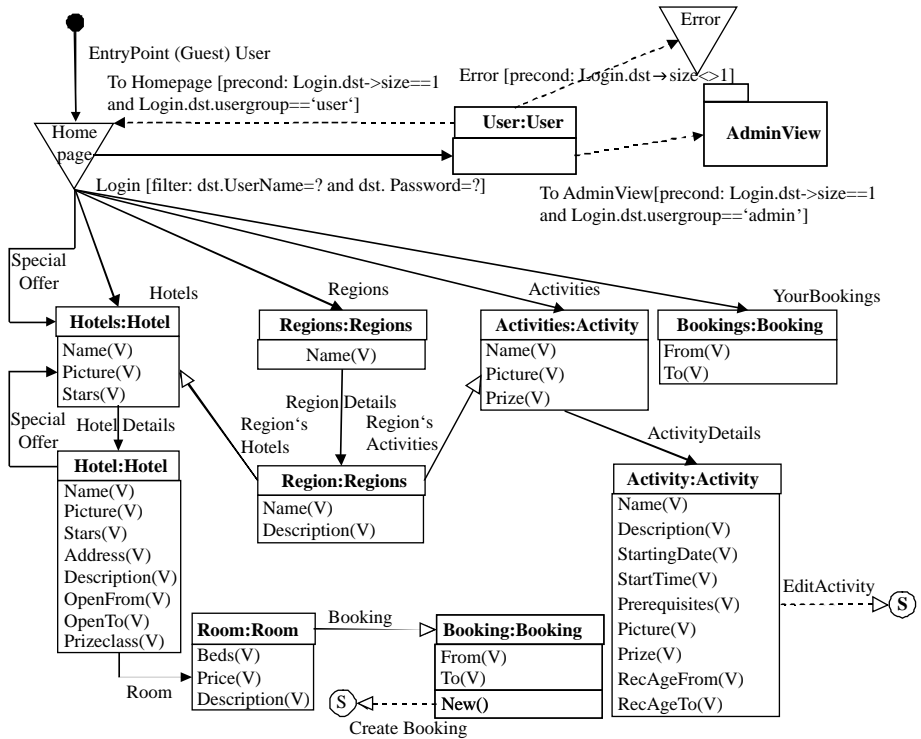 Error
EntryPoint (Guest) User
To Homepage [precond: Login.dst->size==1
and Login.dst.usergroup==‘user‘]
Error [precond: Login.dst→size<>1]
Home
page
User:User
AdminView
Login [filter: dst.UserName=? and dst. Password=?]
To AdminView[precond: Login.dst->size==1
and Login.dst.usergroup==‘admin’]
Special
Offer
Hotels
Regions
Activities
YourBookings
Hotels:Hotel
Name(V)
Picture(V)
Stars(V)
Regions:Regions
Name(V)
Activities:Activity
Name(V)
Picture(V)
Prize(V)
Bookings:Booking
From(V)
To(V)
Special
Offer
Hotel Details
Region‘s
Hotels
Region Details
Region‘s
Activities
ActivityDetails
Hotel:Hotel
Name(V)
Picture(V)
Stars(V)
Address(V)
Description(V)
OpenFrom(V)
OpenTo(V)
Prizeclass(V)
Region:Regions
Name(V)
Description(V)
Activity:Activity
Name(V)
Description(V)
StartingDate(V)
StartTime(V)
Prerequisites(V)
Picture(V)
Prize(V)
RecAgeFrom(V)
RecAgeTo(V)
EditActivity
S
Room
Room:Room
Beds(V)
Price(V)
Description(V)
Booking
Booking:Booking
From(V)
To(V)
New()
S
Create Booking